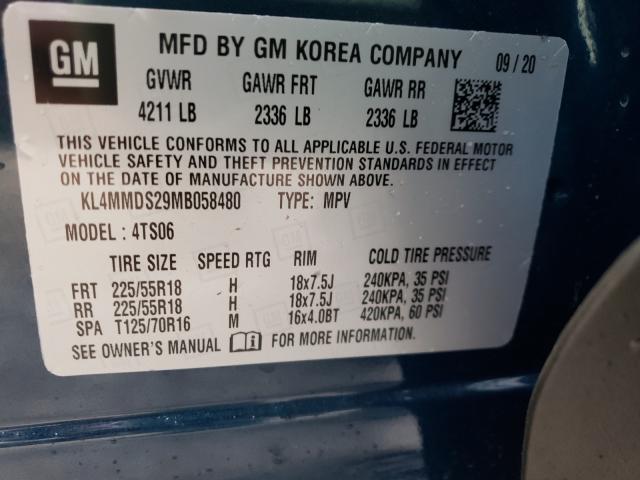 GM MFD BY GM KOREA COMPANY 09/20
GVWR GAWR FRT GAWR RR
4211 LB 2336 LB 2336 LB
THIS VEHICLE CONFORMS TO ALL APPLICABLE U.S. FEDERAL MOTOR
VEHICLE SAFETY AND THEFT PREVENTION STANDARDS IN EFFECT
ON THE DATE OF MANUFACTURE SHOWN ABOVE.
KL4MMDS29MB058480 TYPE: MPV
MODEL : 4TS06
TIRE SIZE SPEED RTG RIM COLD TIRE PRESSURE
FRT 225/55R18 H 18x7.5J 240KPA, 35 PSI
RR 225/55R18 H 18x7.5J 240KPA, 35 PSI
SPA T125/70R16 M 16x4.0BT 420KPA, 60 PSI
SEE OWNER'S MANUAL FOR MORE INFORMATION.